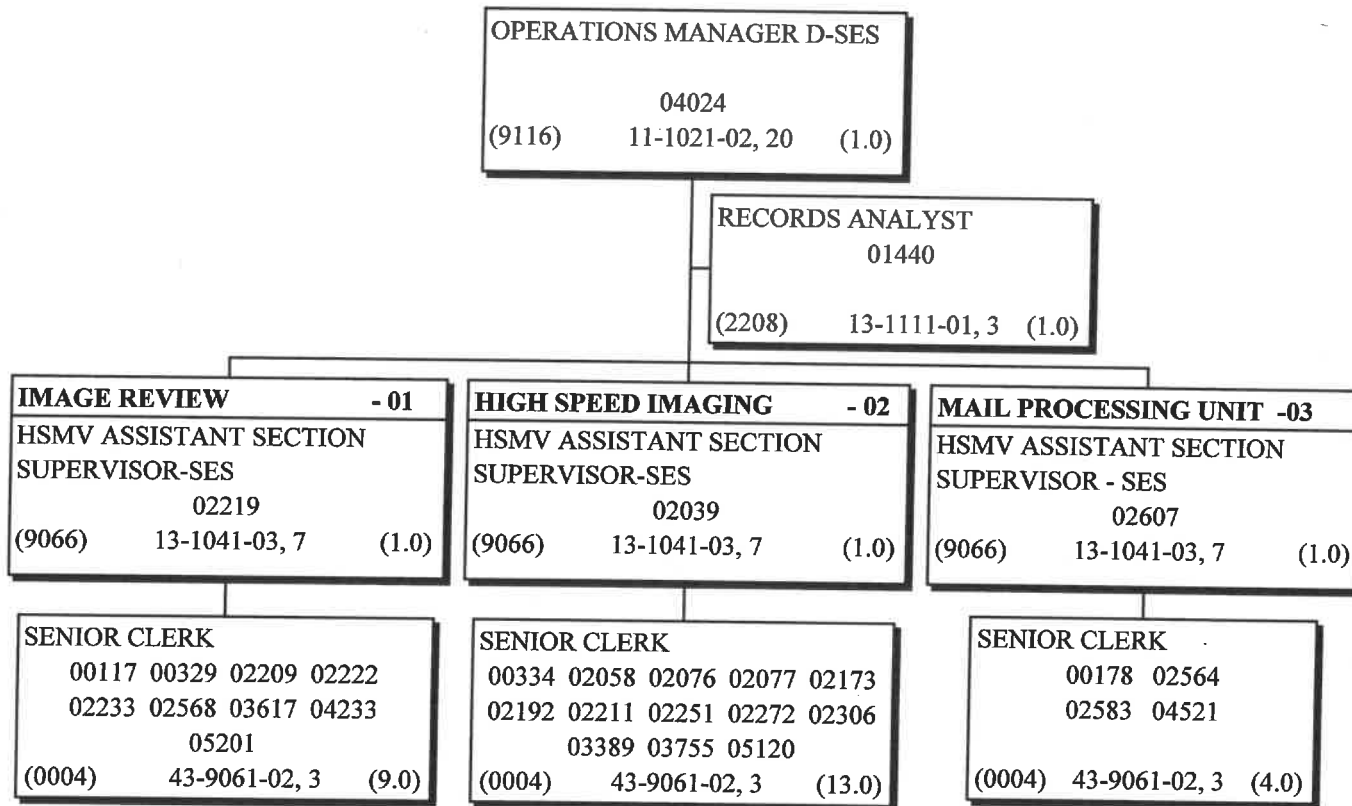 OPERATIONS MANAGER D-SES
04024
(9116) 11-1021-02, 20 (1.0)
RECORDS ANALYST
01440
(2208) 13-1111-01, 3 (1.0)
IMAGE REVIEW - 01
HSMV ASSISTANT SECTION
SUPERVISOR-SES
02219
(9066) 13-1041-03, 7 (1.0)
HIGH SPEED IMAGING - 02
HSMV ASSISTANT SECTION
SUPERVISOR-SES
02039
(9066) 13-1041-03, 7 (1.0)
MAIL PROCESSING UNIT -03
HSMV ASSISTANT SECTION
SUPERVISOR - SES
02607
(9066) 13-1041-03, 7 (1.0)
SENIOR CLERK
00117 00329 02209 02222
02233 02568 03617 04233
05201
(0004) 43-9061-02, 3 (9.0)
SENIOR CLERK
00334 02058 02076 02077 02173
02192 02211 02251 02272 02306
03389 03755 05120
(0004) 43-9061-02, 3 (13.0)
SENIOR CLERK
00178 02564
02583 04521
(0004) 43-9061-02, 3 (4.0)